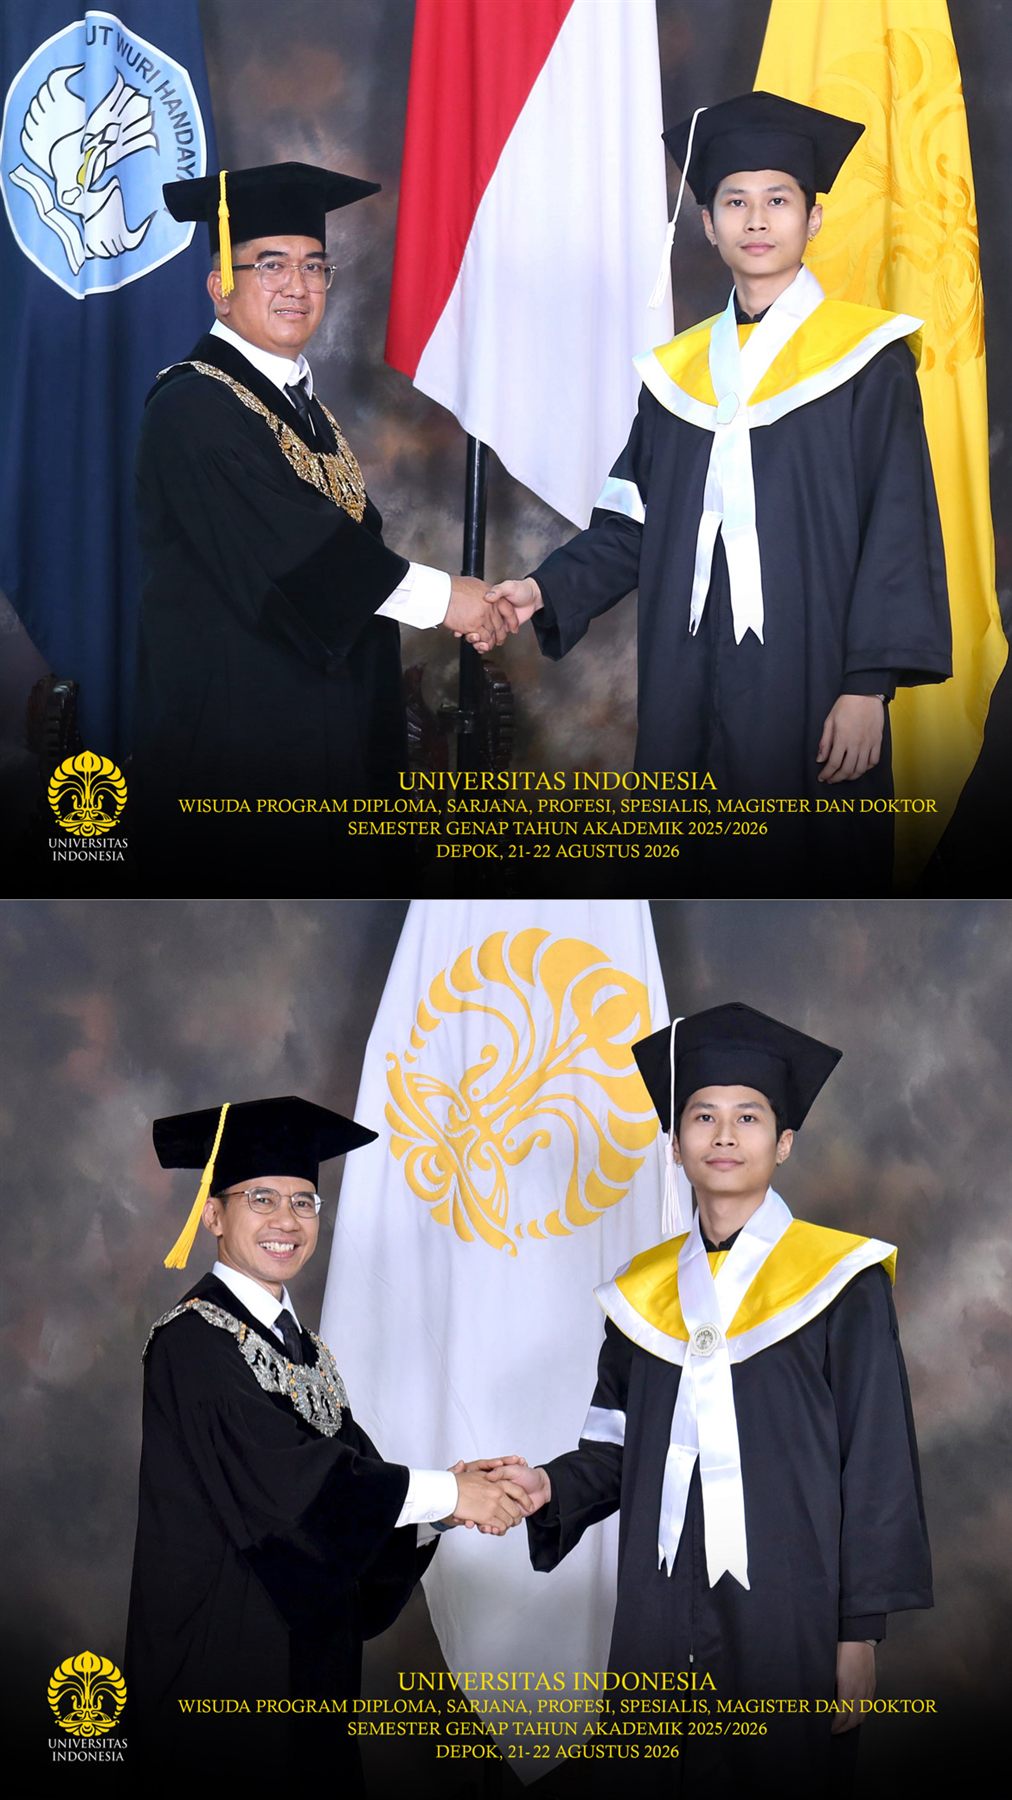 UT WURI HANDAYA
UNIVERSITAS INDONESIA
WISUDA PROGRAM DIPLOMA, SARJANA, PROFESI, SPESIALIS, MAGISTER DAN DOKTOR
SEMESTER GENAP TAHUN AKADEMIK 2025/2026
DEPOK, 21-22 AGUSTUS 2026
UNIVERSITAS
INDONESIA
UNIVERSITAS INDONESIA
WISUDA PROGRAM DIPLOMA, SARJANA, PROFESI, SPESIALIS, MAGISTER DAN DOKTOR
SEMESTER GENAP TAHUN AKADEMIK 2025/2026
DEPOK, 21-22 AGUSTUS 2026
UNIVERSITAS
INDONESIA